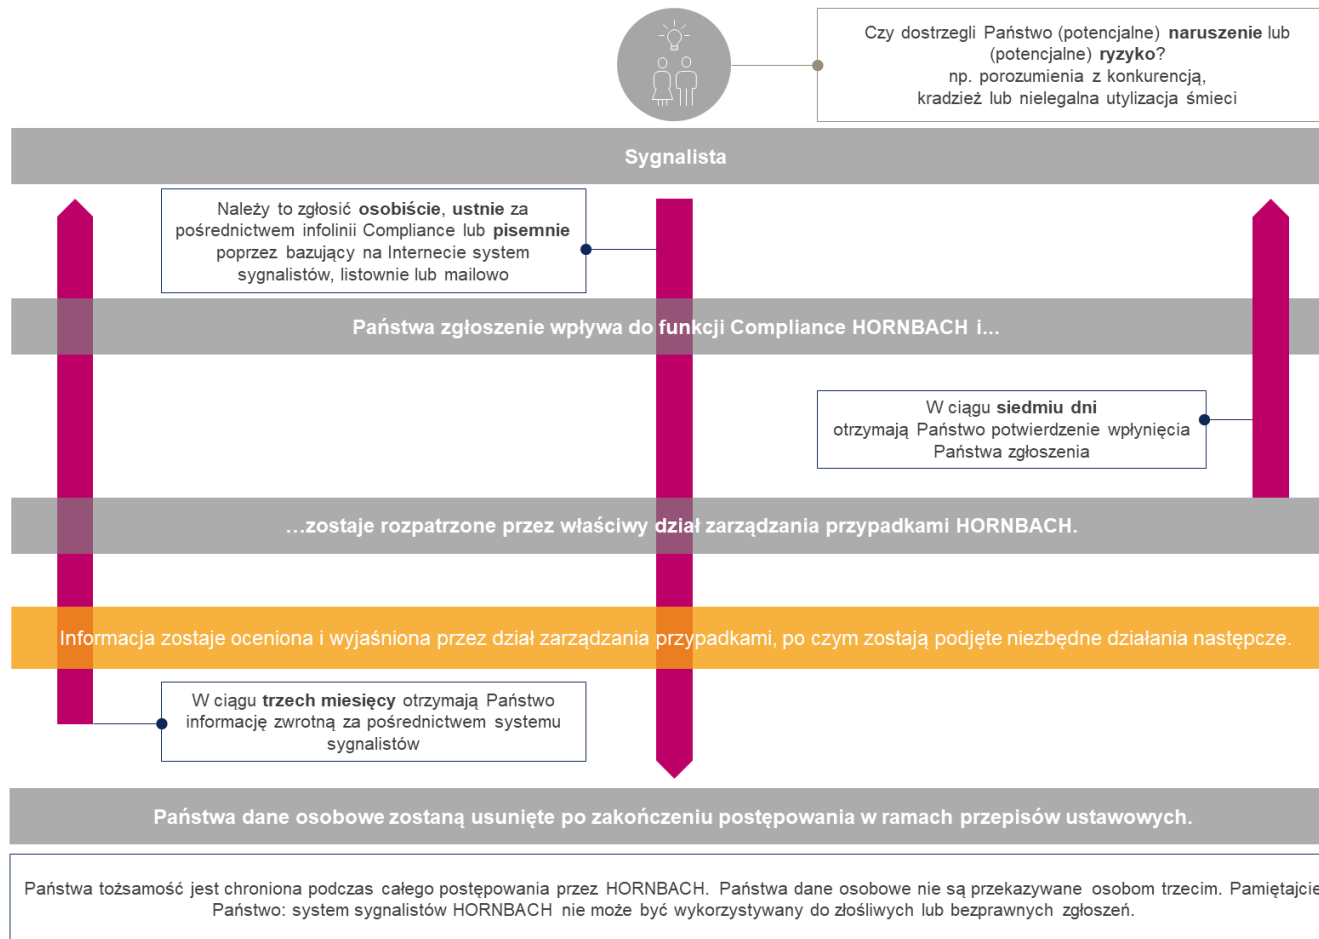 Czy dostrzegli Państwo (potencjalne) naruszenie lub
(potencjalne) ryzyko?
np. porozumienia z konkurencją,
kradzież lub nielegalna utylizacja śmieci
Sygnalista
Należy to zgłosić osobiście, ustnie za
pośrednictwem infolinii Compliance lub pisemnie
poprzez bazujący na Internecie system
sygnalistów, listownie lub mailowo
Państwa zgłoszenie wpływa do funkcji Compliance HORNBACH i...
W ciągu siedmiu dni
otrzymają Państwo potwierdzenie wpłynięcia
Państwa zgłoszenia
…zostaje rozpatrzone przez właściwy dział zarządzania przypadkami HORNBACH.
Informacja zostaje oceniona i wyjaśniona przez dział zarządzania przypadkami, po czym zostają podjęte niezbędne działania następcze.
W ciągu trzech miesięcy otrzymają Państwo
informację zwrotną za pośrednictwem systemu
sygnalistów
Państwa dane osobowe zostaną usunięte po zakończeniu postępowania w ramach przepisów ustawowych.
Państwa tożsamość jest chroniona podczas całego postępowania przez HORNBACH. Państwa dane osobowe nie są przekazywane osobom trzecim. Pamiętajcie
Państwo: system sygnalistów HORNBACH nie może być wykorzystywany do złośliwych lub bezprawnych zgłoszeń.